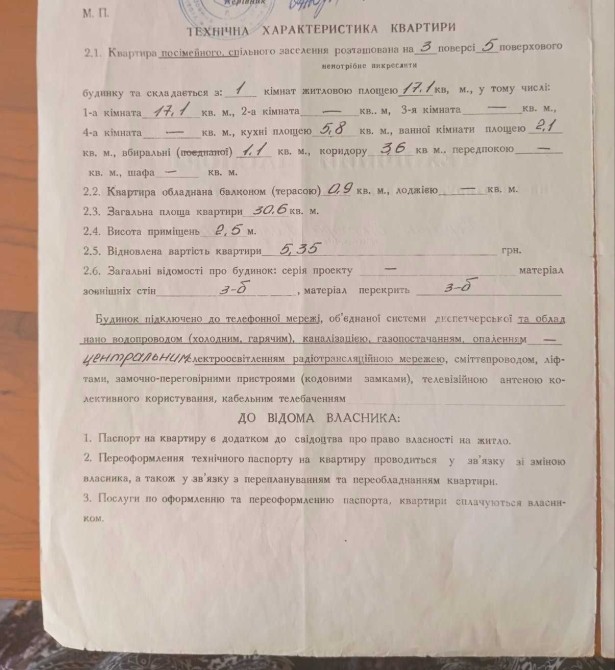 Керівник
М. П.
ТЕХНІЧНА ХАРАКТЕРИСТИКА КВАРТИРИ
2.1. Квартира посімейного, спільного заселення розташована на 3 поверсі 5 поверхового
непотрібне викреслити
будинку та складається з: 1 кімнат житловою площею 17,1 кв, м., у тому числі:
1-а кімната 17,1 кв. м., 2-а кімната — кв.. м, 3-я кімната — кв. м.,
4-а кімната — кв. м., кухні площею 5,8 кв. м., ванної кімнати площею 2,1
кв. м., вбиральні (поєднаної) 1,1 кв. м., коридору 3,6 кв м.. передпокою —
кв. м., шафа — кв. м.
2.2. Квартира обладнана балконом (терасою) 0,9 кв. м., лоджією — кв. м.
2.3. Загальна площа квартири 30.6 кв. м.
2.4. Висота приміщень 2,5 м.
2.5. Відновлена вартість квартири 5,35 грн.
2.6. Загальні відомості про будинок: серія проекту — матеріал
зовнішніх стін З-б, матеріал перекрить З-б
Будинок підключено до телефонної мережі, об'єднаної системи диспетчерської та облад
нано водопроводом (холодним, гарячим), каналізацією, газопостачанням, опаленням —
центральним електроосвітленням радіотрансляційною мережею, сміттєпроводом, ліф-
тами, замочно-переговірними пристроями (кодовими замками), телевізійною антеною ко-
лективного користування, кабельним телебаченням
ДО ВІДОМА ВЛАСНИКА:
1. Паспорт на квартиру є додатком до свідоцтва про право власності на житло.
2. Переоформлення технічного паспорту на квартиру проводиться у зв'язку зі зміною
власника, а також у зв'язку з переплануванням та переобладнанням квартири.
3. Послуги по оформленню та переоформленню паспорта, квартири сплачуються власни-
ком.